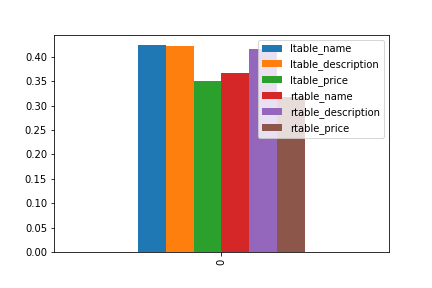 0.40
0.35
0.30
0.25
0.20
0.15
0.10
0.05
0.00
ltable_name
ltable_description
ltable_price
rtable_name
rtable_description
rtable_price
0